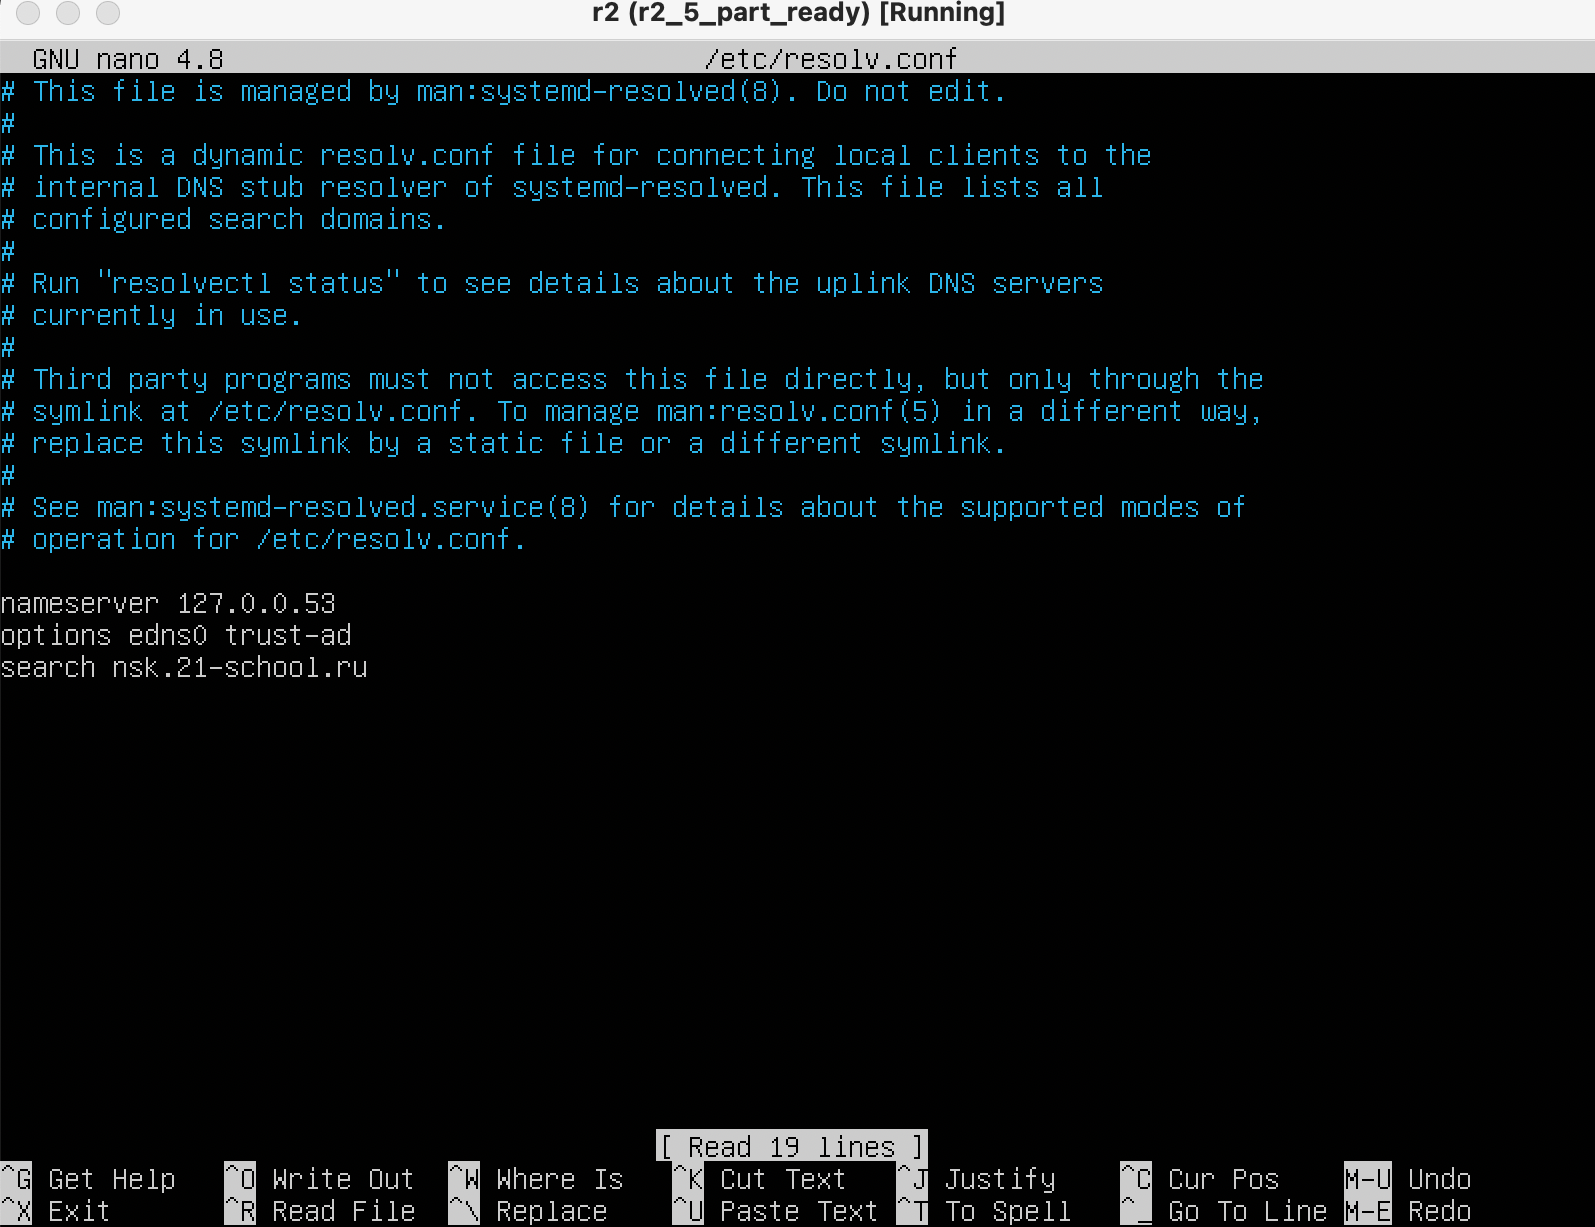 r2 (r2_5_part_ready) [Running]
GNU nano 4.8 /etc/resolv.conf
# This file is managed by man:systemd-resolved(8). Do not edit.
#
# This is a dynamic resolv.conf file for connecting local clients to the
# internal DNS stub resolver of systemd-resolved. This file lists all
# configured search domains.
#
# Run "resolvectl status" to see details about the uplink DNS servers
# currently in use.
#
# Third party programs must not access this file directly, but only through the
# symlink at /etc/resolv.conf. To manage man:resolv.conf(5) in a different way,
# replace this symlink by a static file or a different symlink.
#
# See man:systemd-resolved.service(8) for details about the supported modes of
# operation for /etc/resolv.conf.
nameserver 127.0.0.53
options edns0 trust-ad
search nsk.21-school.ru
[ Read 19 lines ]
^G Get Help ^O Write Out ^W Where Is ^K Cut Text ^J Justify ^C Cur Pos M-U Undo
^X Exit ^R Read File ^\ Replace ^U Paste Text ^T To Spell ^_ Go To Line M-E Redo